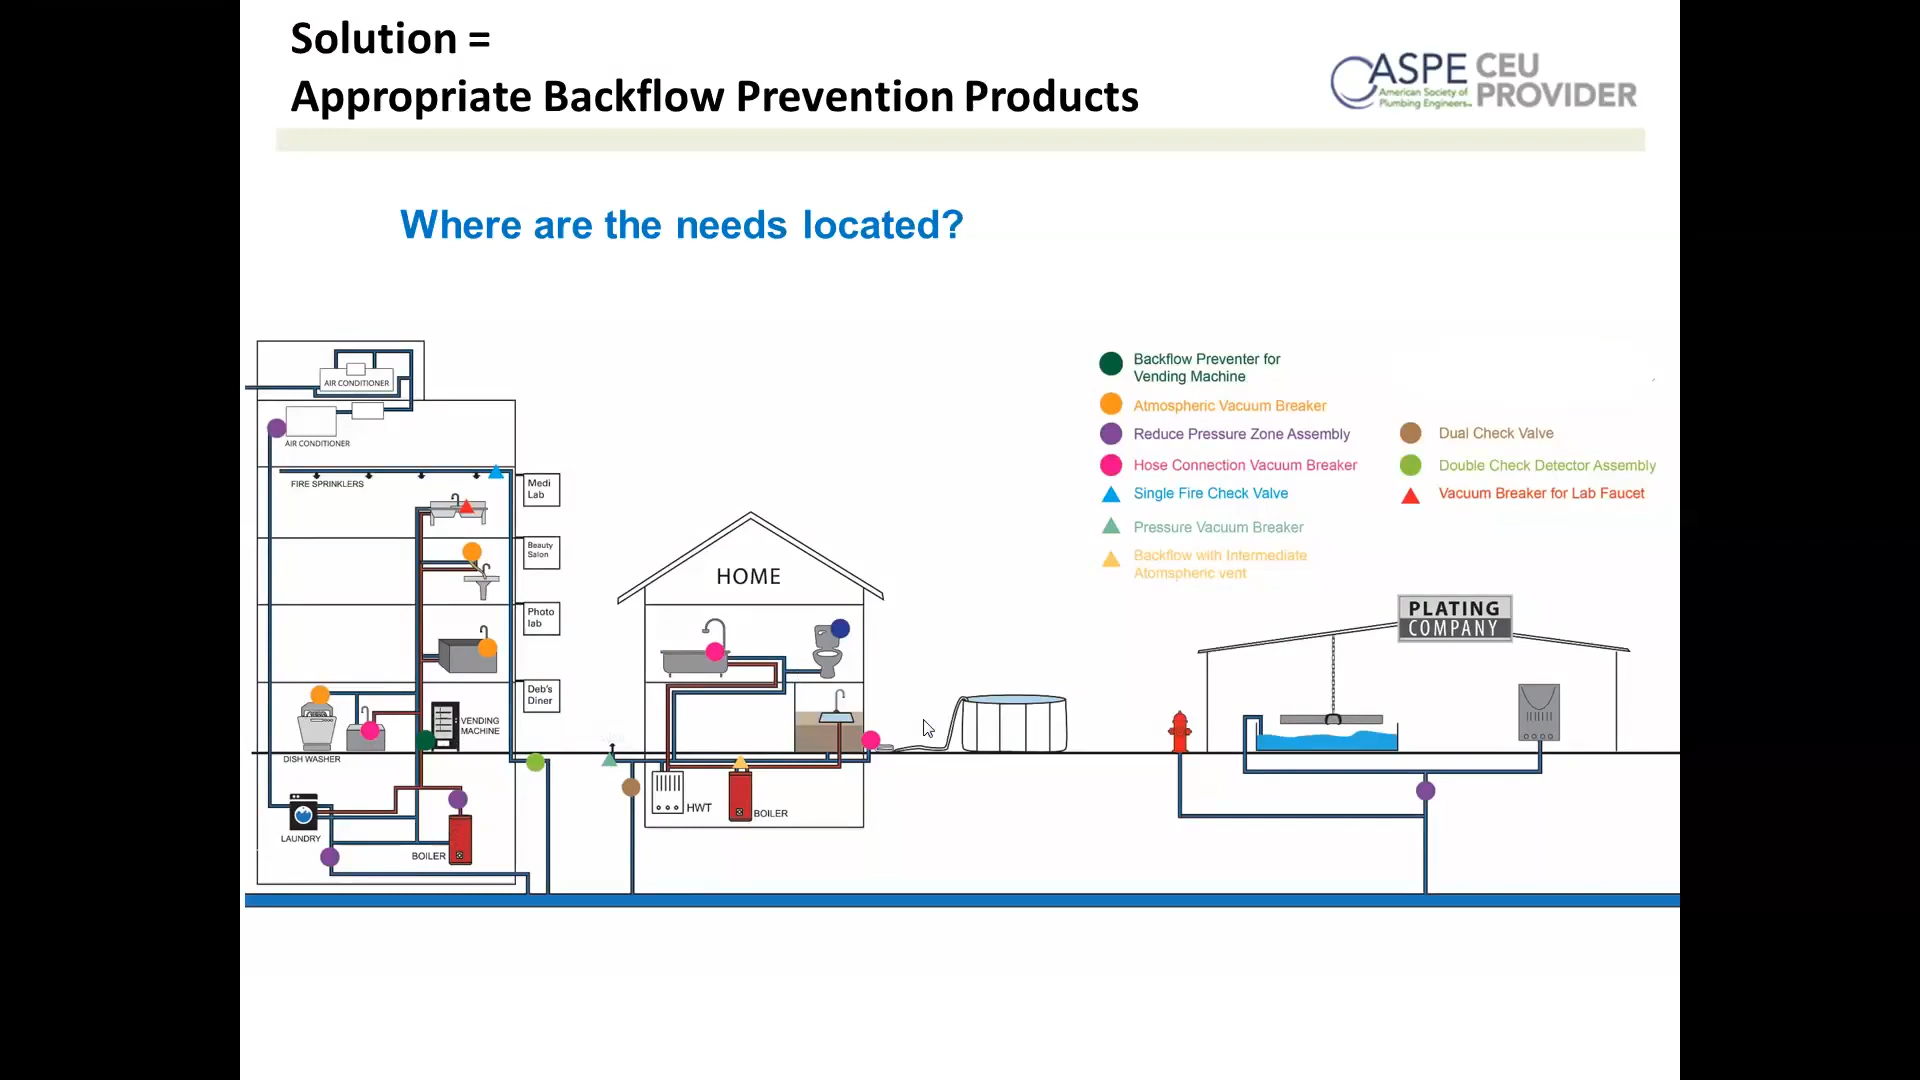 Solution =
Appropriate Backflow Prevention Products
ASPE
American Society of
Plumbing Engineers
CEU
PROVIDER
Where are the needs located?
AIR CONDITIONER
AIR CONDITIONER
FIRE SPRINKLERS
Medi
Lab
Beauty
Salon
Photo
lab
Deb's
Diner
VENDING
MACHINE
DISH WASHER
LAUNDRY
BOILER
HOME
HWT
BOILER
Backflow Preventer for
Vending Machine
Atmospheric Vacuum Breaker
Reduce Pressure Zone Assembly
Hose Connection Vacuum Breaker
Single Fire Check Valve
Pressure Vacuum Breaker
Backflow with Intermediate
Atomspheric vent
Dual Check Valve
Double Check Detector Assembly
Vacuum Breaker for Lab Faucet
PLATING
COMPANY